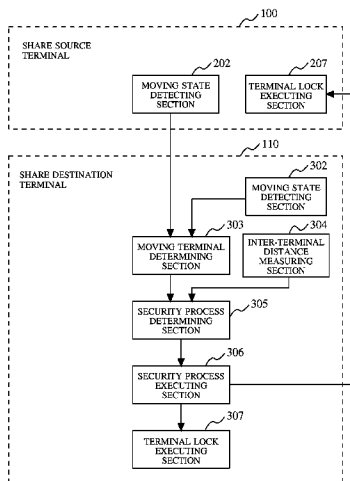 100
SHARE SOURCE
TERMINAL
202
207
MOVING STATE
DETECTING
SECTION
TERMINAL LOCK
EXECUTING
SECTION
110
SHARE DESTINATION
TERMINAL
302
MOVING STATE
DETECTING
SECTION
303
304
MOVING TERMINAL
DETERMINING
SECTION
INTER-TERMINAL
DISTANCE
MEASURING
SECTION
305
SECURITY PROCESS
DETERMINING
SECTION
306
SECURITY PROCESS
EXECUTING
SECTION
307
TERMINAL LOCK
EXECUTING
SECTION